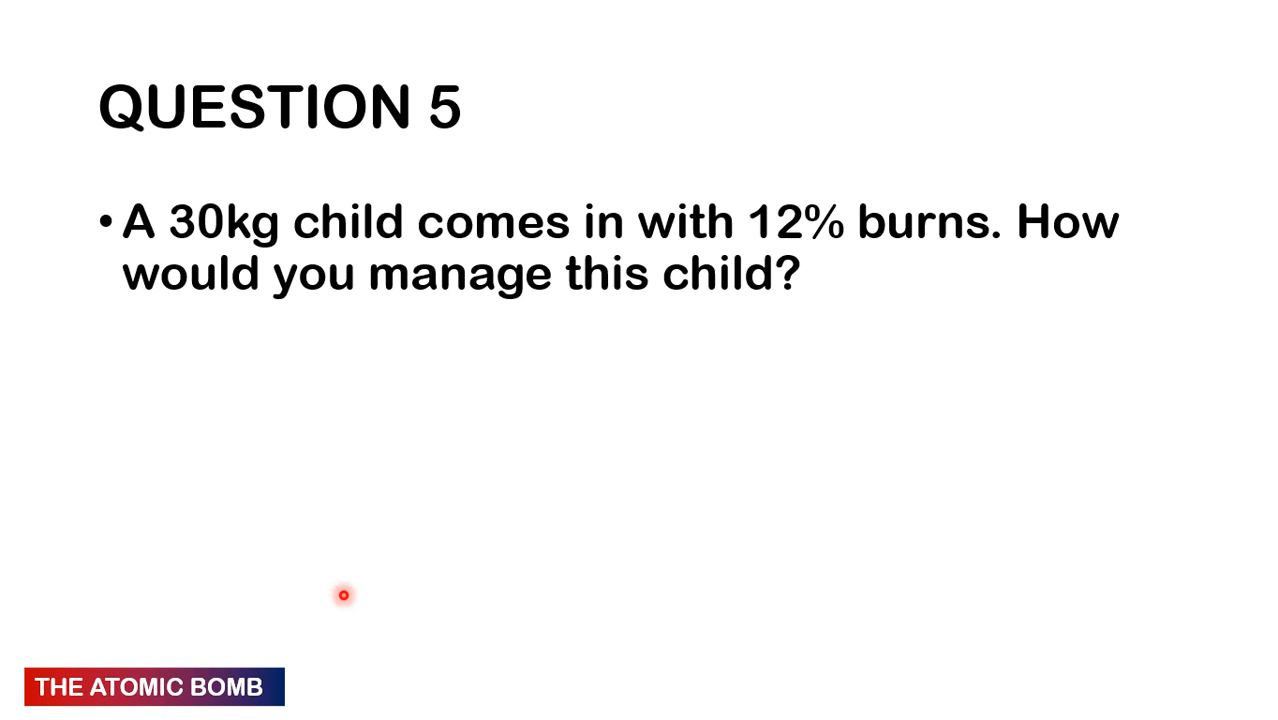 QUESTION 5
• A 30kg child comes in with 12% burns. How
would you manage this child?
THE ATOMIC BOMB